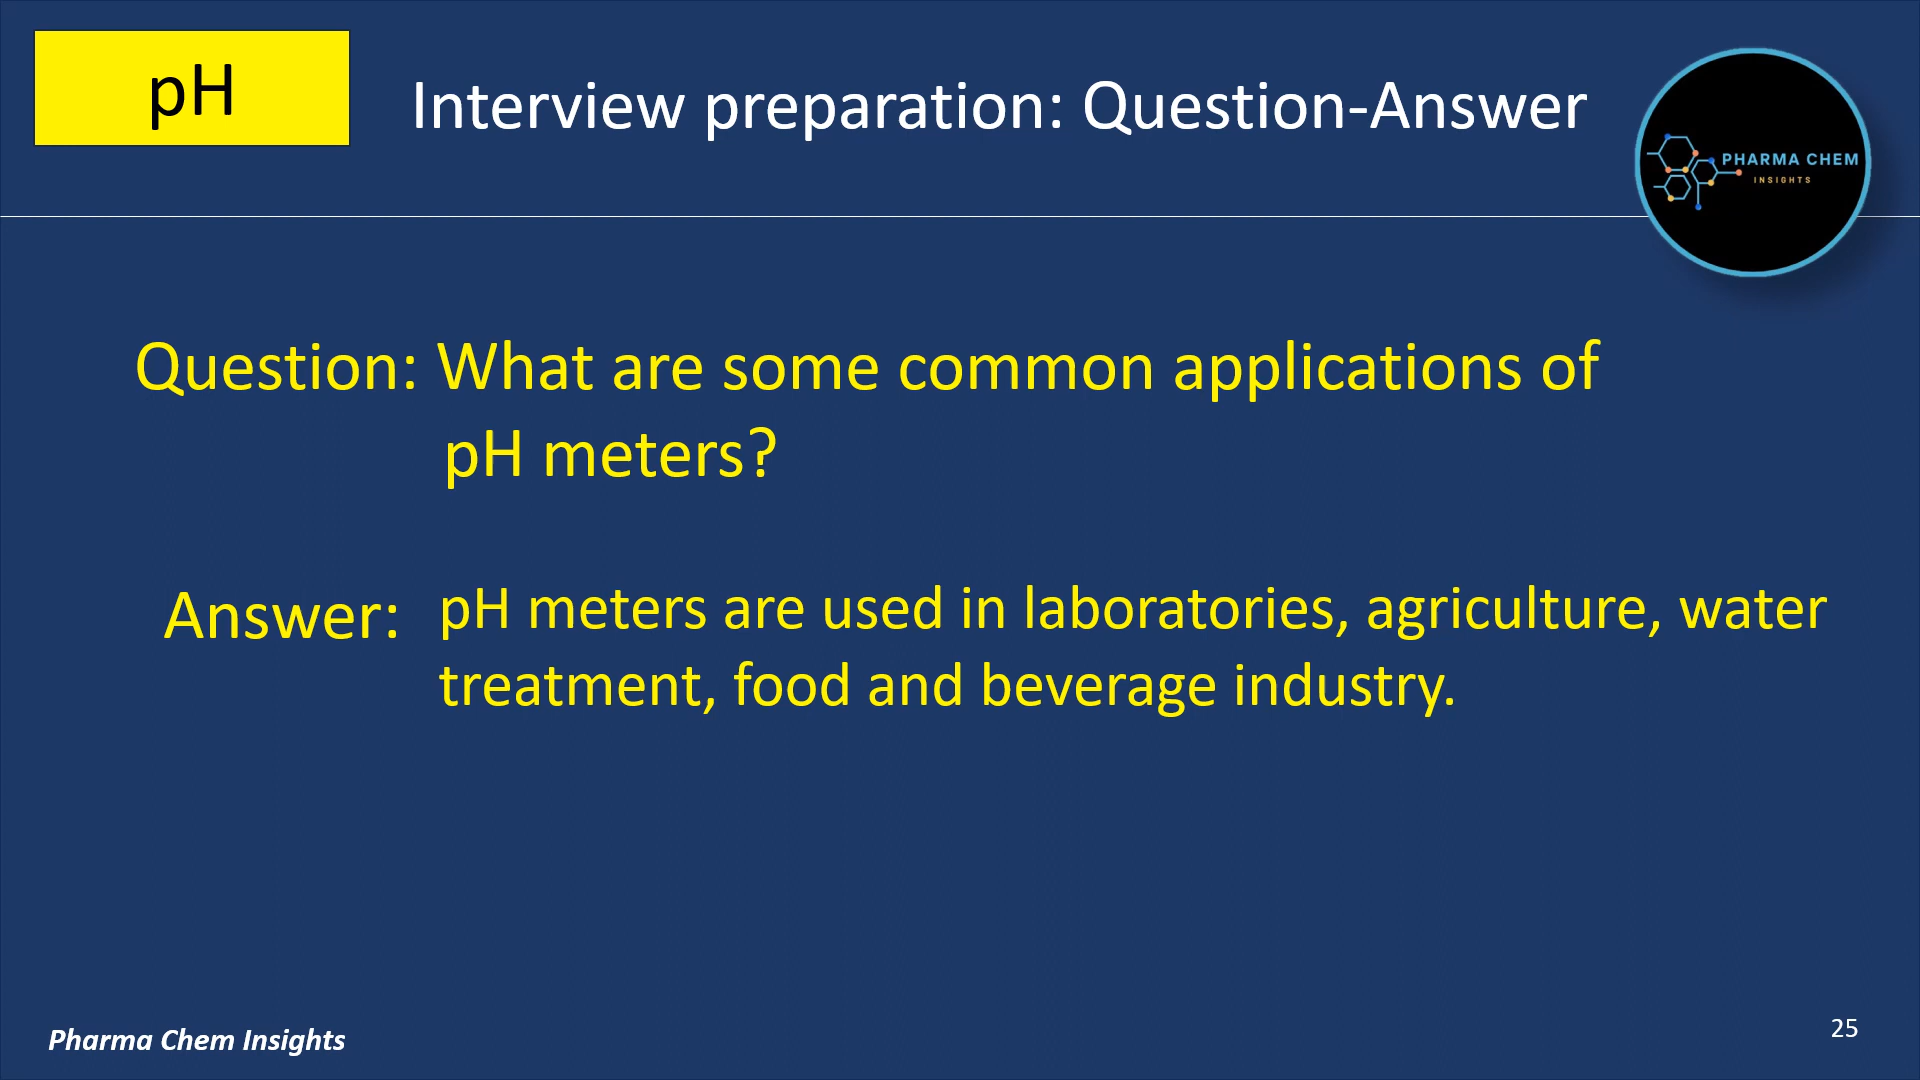 pH
Interview preparation: Question-Answer
PHARMA CHEM
INSIGHTS
Question: What are some common applications of
pH meters?
Answer: pH meters are used in laboratories, agriculture, water
treatment, food and beverage industry.
Pharma Chem Insights
25